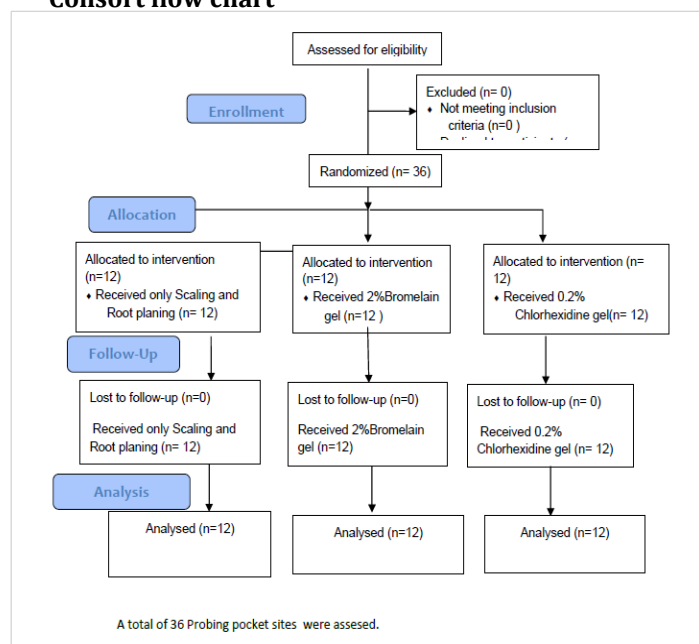 Consort flow chart
Assessed for eligibility
Enrollment
Excluded (n= 0)
♦ Not meeting inclusion
criteria (n=0 )
Randomized (n= 36)
Allocation
Allocated to intervention
(n=12)
♦ Received only Scaling and
Root planing (n= 12)
Allocated to intervention
(n=12)
♦ Received 2%Bromelain
gel (n=12 )
Allocated to intervention (n=
12)
♦ Received 0.2%
Chlorhexidine gel(n= 12)
Follow-Up
Lost to follow-up (n=0)
Received only Scaling and
Root planing (n= 12)
Lost to follow-up (n=0)
Received 2%Bromelain
gel (n=12)
Lost to follow-up (n= 0)
Received 0.2%
Chlorhexidine gel (n= 12)
Analysis
Analysed (n=12)
Analysed (n=12)
Analysed (n=12)
A total of 36 Probing pocket sites were assesed.